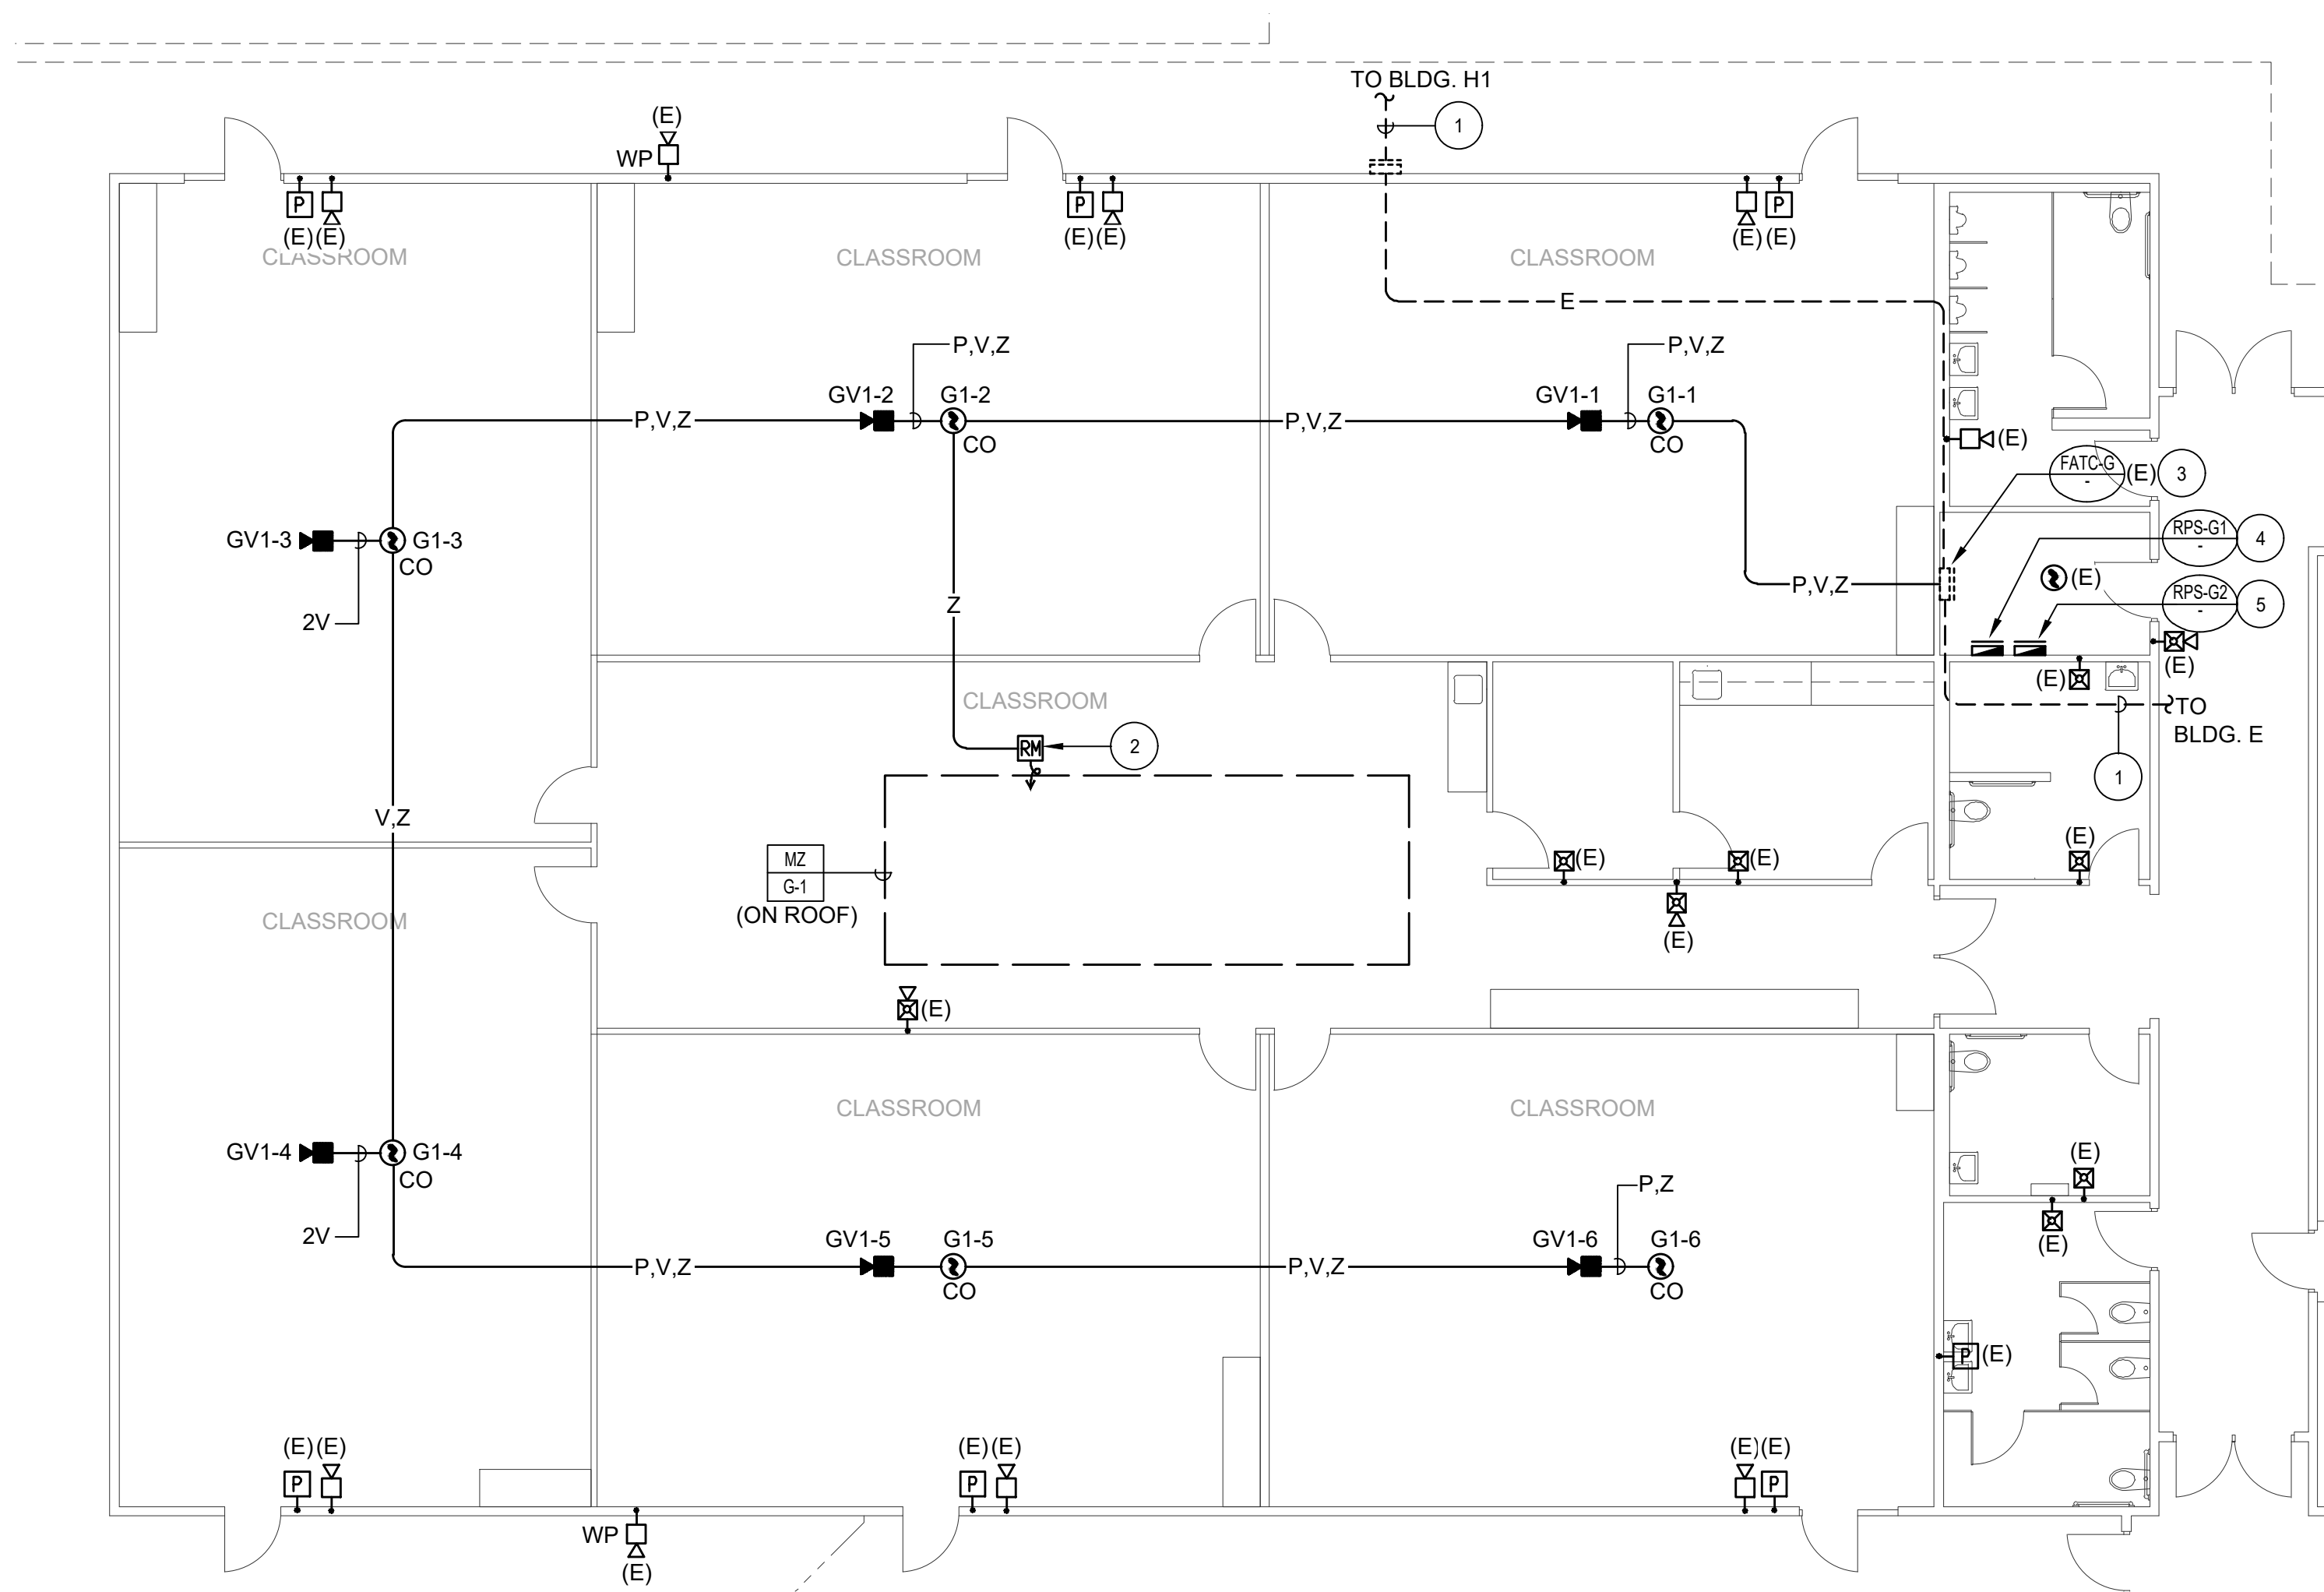 TO BLDG. H1
1
(E)
WP
P
(E)(E)
CLASSROOM
P
(E)(E)
CLASSROOM
P
(E)(E)
CLASSROOM
E
P,V,Z
P,V,Z
GV1-2
G1-2
CO
GV1-1
G1-1
CO
P,V,Z
P,V,Z
(E)
FATC-G
-
(E)
3
GV1-3
G1-3
CO
2V
RPS-G1
-
4
(E)
P,V,Z
Z
RPS-G2
-
5
(E)
(E)
CLASSROOM
RM
2
TO
BLDG. E
1
V,Z
MZ
G-1
(ON ROOF)
(E)
(E)
(E)
(E)
CLASSROOM
(E)
CLASSROOM
CLASSROOM
GV1-4
G1-4
CO
2V
(E)
(E)
P,Z
GV1-5
G1-5
CO
GV1-6
G1-6
CO
P,V,Z
P,V,Z
P
(E)
(E)(E)
P
(E)(E)
P
(E)(E)
P
WP
(E)